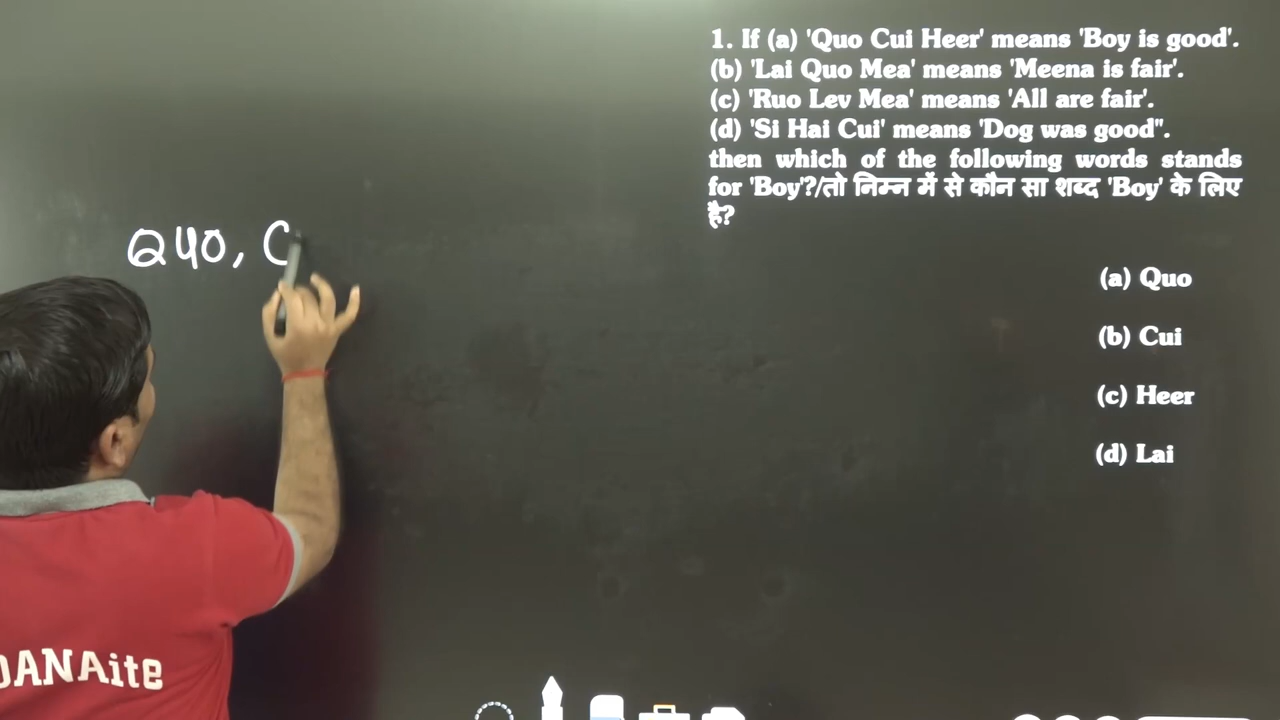 1. If (a) 'Quo Cui Heer' means 'Boy is good'.
(b) 'Lai Quo Mea' means 'Meena is fair'.
(c) 'Ruo Lev Mea' means 'All are fair'.
(d) 'Si Hai Cui' means 'Dog was good".
then which of the following words stands
for 'Boy'?/तो निम्न में से कौन सा शब्द 'Boy' के लिए
है?
Quo, C
(a) Quo
(b) Cui
(c) Heer
(d) Lai
DANAite